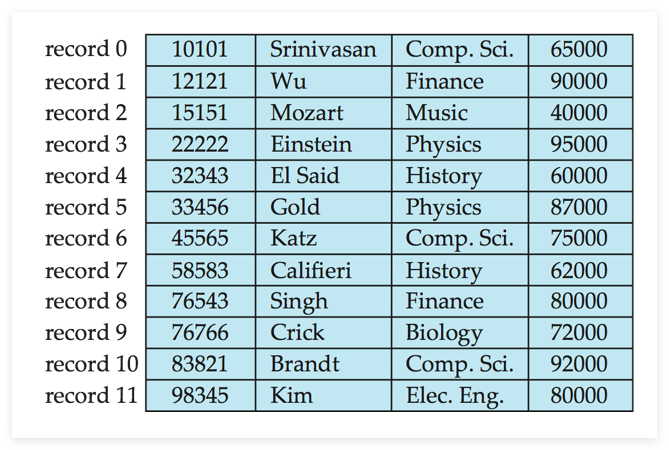 record 0 10101 Srinivasan Comp. Sci. 65000
record 1 12121 Wu Finance 90000
record 2 15151 Mozart Music 40000
record 3 22222 Einstein Physics 95000
record 4 32343 El Said History 60000
record 5 33456 Gold Physics 87000
record 6 45565 Katz Comp. Sci. 75000
record 7 58583 Califieri History 62000
record 8 76543 Singh Finance 80000
record 9 76766 Crick Biology 72000
record 10 83821 Brandt Comp. Sci. 92000
record 11 98345 Kim Elec. Eng. 80000